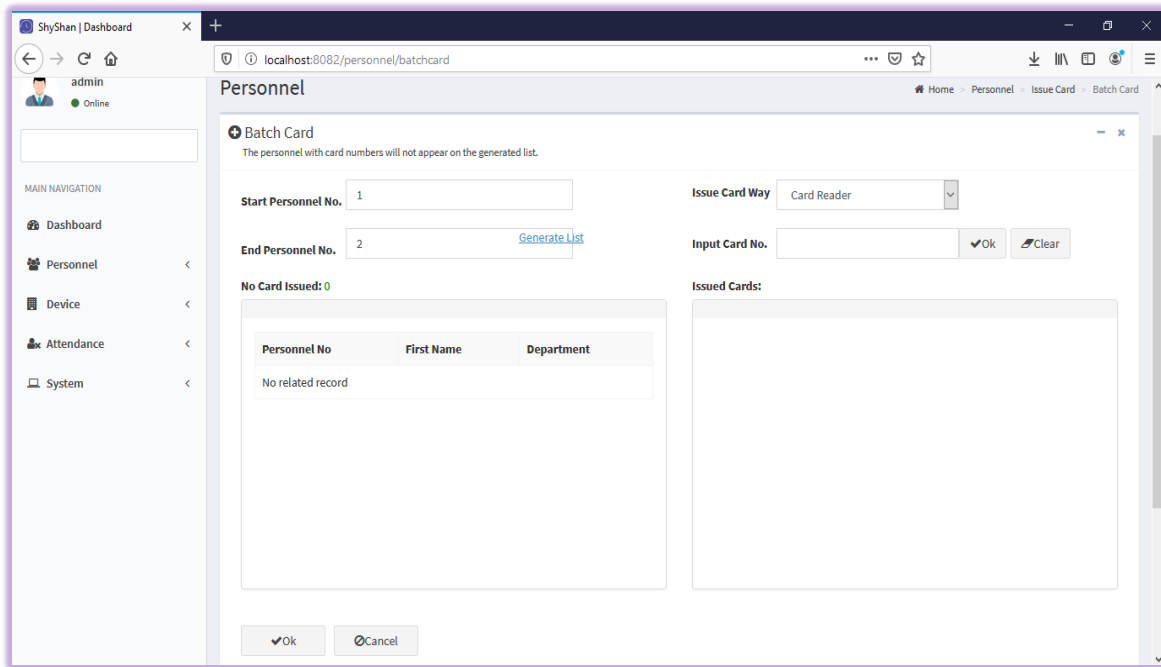 ShyShan | Dashboard
localhost:8082/personnel/batchcard
admin
Online
MAIN NAVIGATION
Dashboard
Personnel
Device
Attendance
System
Personnel
Home > Personnel > Issue Card > Batch Card
Batch Card
The personnel with card numbers will not appear on the generated list.
Start Personnel No. 1
Issue Card Way Card Reader
End Personnel No. 2 Generate List
Input Card No. Ok Clear
No Card Issued: 0
Issued Cards:
Personnel No First Name Department
No related record
Ok Cancel